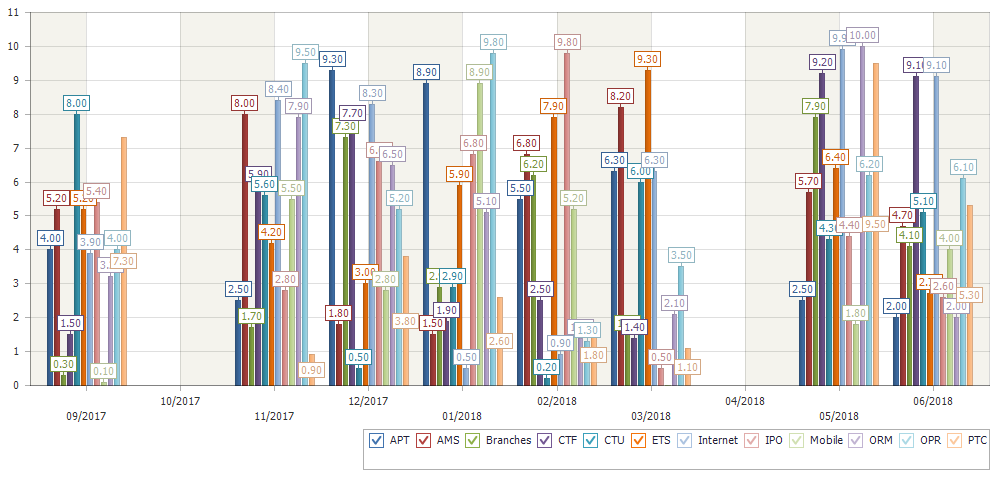 11
10
9
8
7
6
5
4
3
2
1
0
4.00 5.20 0.30 1.50 8.00 3.90 5.40 0.10 4.00 7.30
2.50 8.00 1.70 5.90 5.60 4.20 8.40 2.80 5.50 7.90 9.50 0.90
9.30 1.80 7.30 7.70 0.50 3.00 8.30 2.80 6.50 5.20 3.80
8.90 1.50 1.90 2.90 5.90 0.50 6.80 8.90 5.10 9.80 2.60
5.50 6.80 6.20 2.50 0.20 7.90 0.90 9.80 5.20 1.30 1.80
6.30 8.20 1.40 6.00 9.30 6.30 0.50 2.10 3.50 1.10
2.50 5.70 7.90 9.20 4.30 6.40 4.40 1.80 10.00 6.20 9.50
2.00 4.70 4.10 9.10 5.10 9.10 2.60 4.00 2.00 6.10 5.30
09/2017 10/2017 11/2017 12/2017 01/2018 02/2018 03/2018 04/2018 05/2018 06/2018
APT AMS Branches CTF CTU ETS Internet IPO Mobile ORM OPR PTC